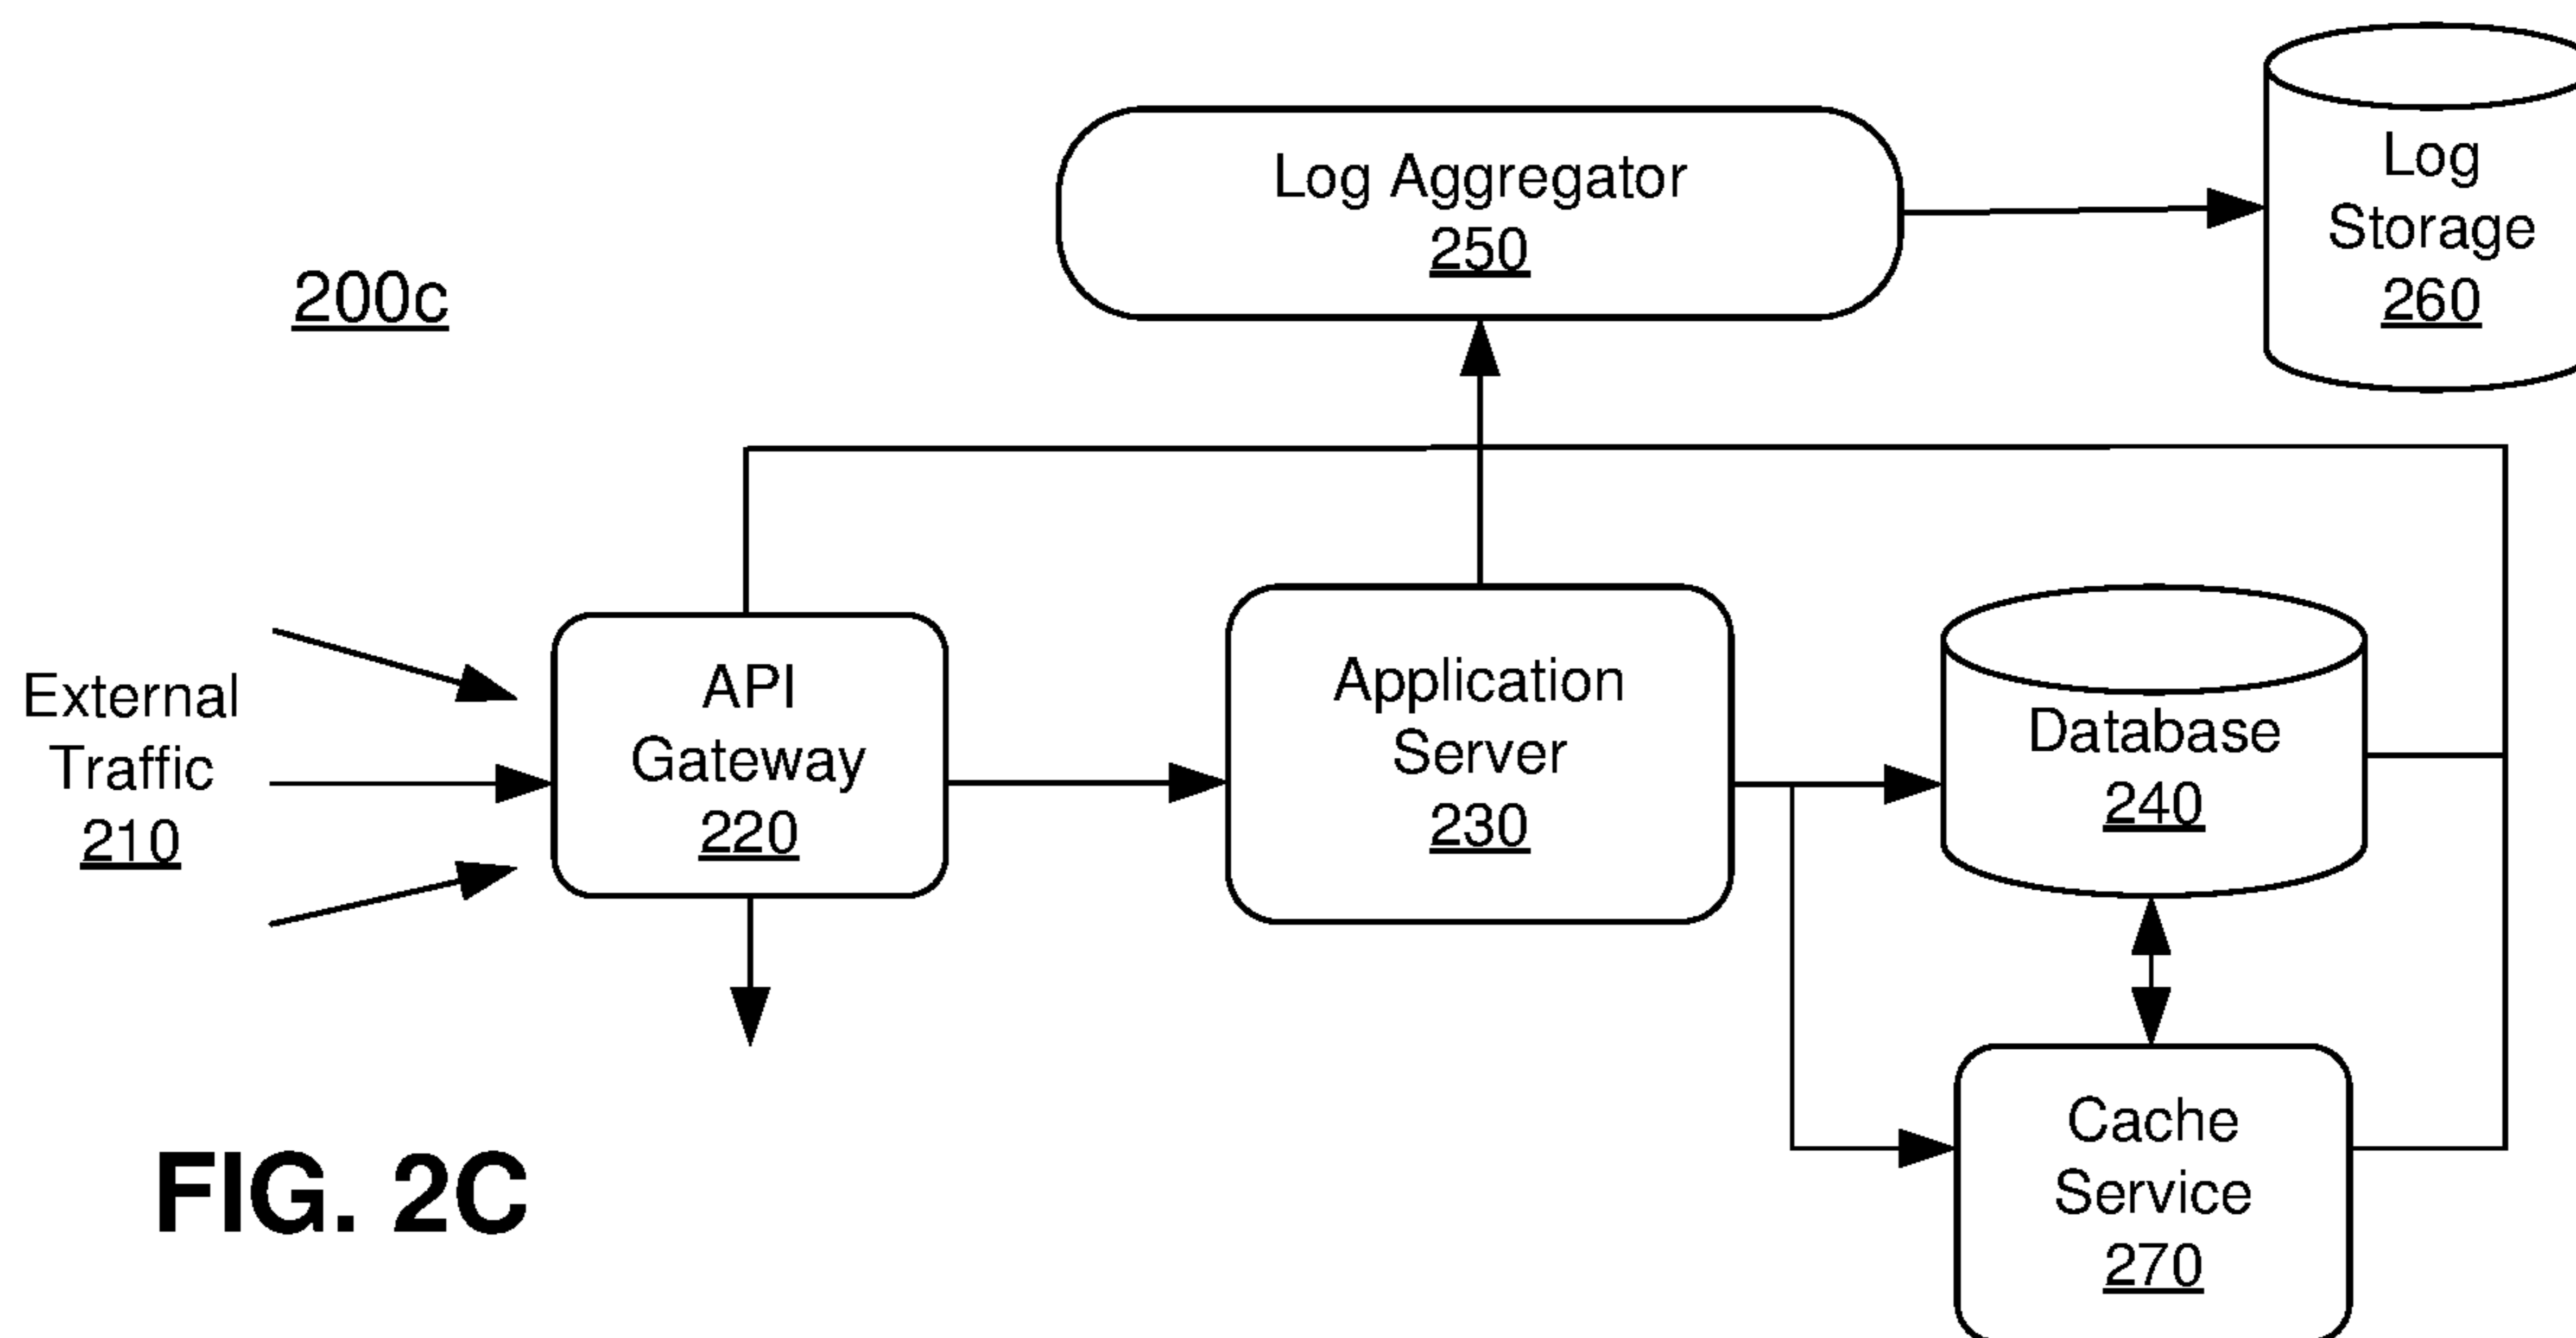 Log Aggregator
250
Log
Storage
260
200c
External
Traffic
210
API
Gateway
220
Application
Server
230
Database
240
Cache
Service
270
FIG. 2C